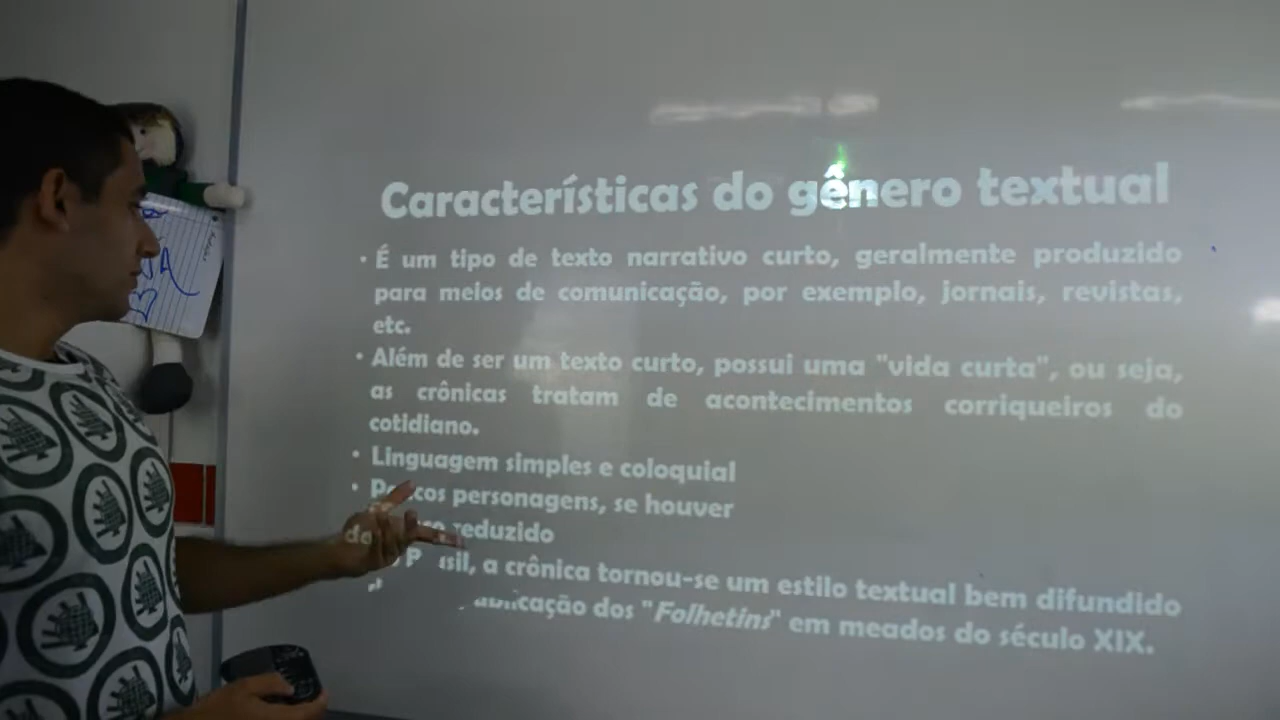 Características do gênero textual
• É um tipo de texto narrativo curto, geralmente produzido
para meios de comunicação, por exemplo, jornais, revistas,
etc.
• Além de ser um texto curto, possui uma "vida curta", ou seja,
as crônicas tratam de acontecimentos corriqueiros do
cotidiano.
• Linguagem simples e coloquial
• personagens, se houver
reduzido
a crônica tornou-se um estilo textual bem difundido
dos "Folhetins" em meados do século XIX.